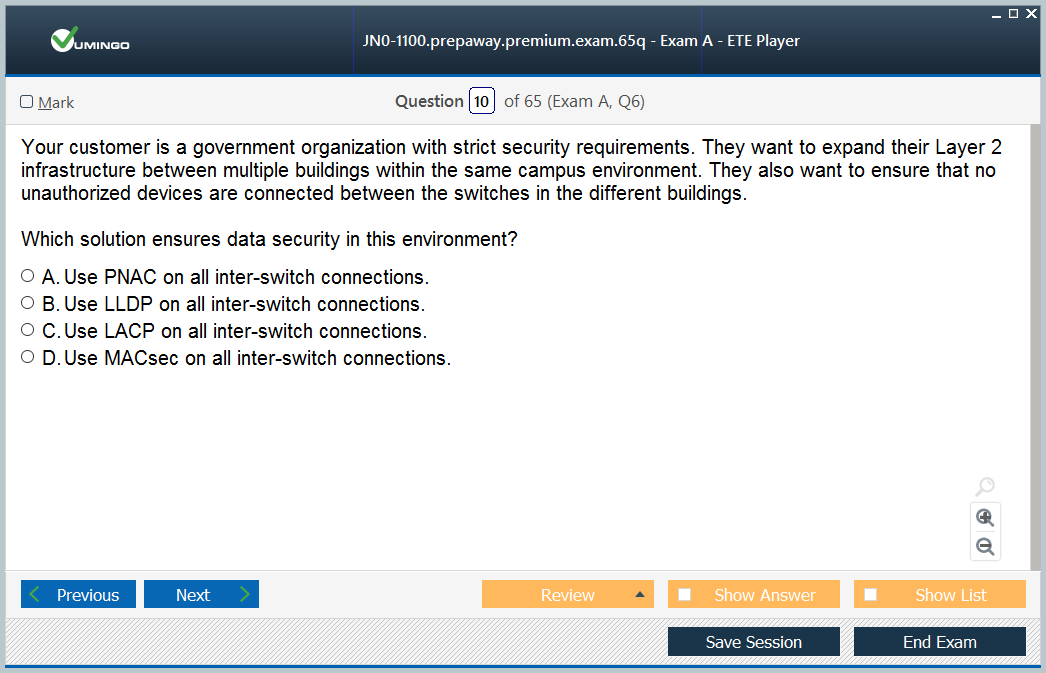 VUMINGO
JN0-1100.prepaway.premium.exam.65q - Exam A - ETE Player
Mark
Question 10 of 65 (Exam A, Q6)
Your customer is a government organization with strict security requirements. They want to expand their Layer 2
infrastructure between multiple buildings within the same campus environment. They also want to ensure that no
unauthorized devices are connected between the switches in the different buildings.
Which solution ensures data security in this environment?
A. Use PNAC on all inter-switch connections.
B. Use LLDP on all inter-switch connections.
C. Use LACP on all inter-switch connections.
D. Use MACsec on all inter-switch connections.
Previous
Next
Review
Show Answer
Show List
Save Session
End Exam